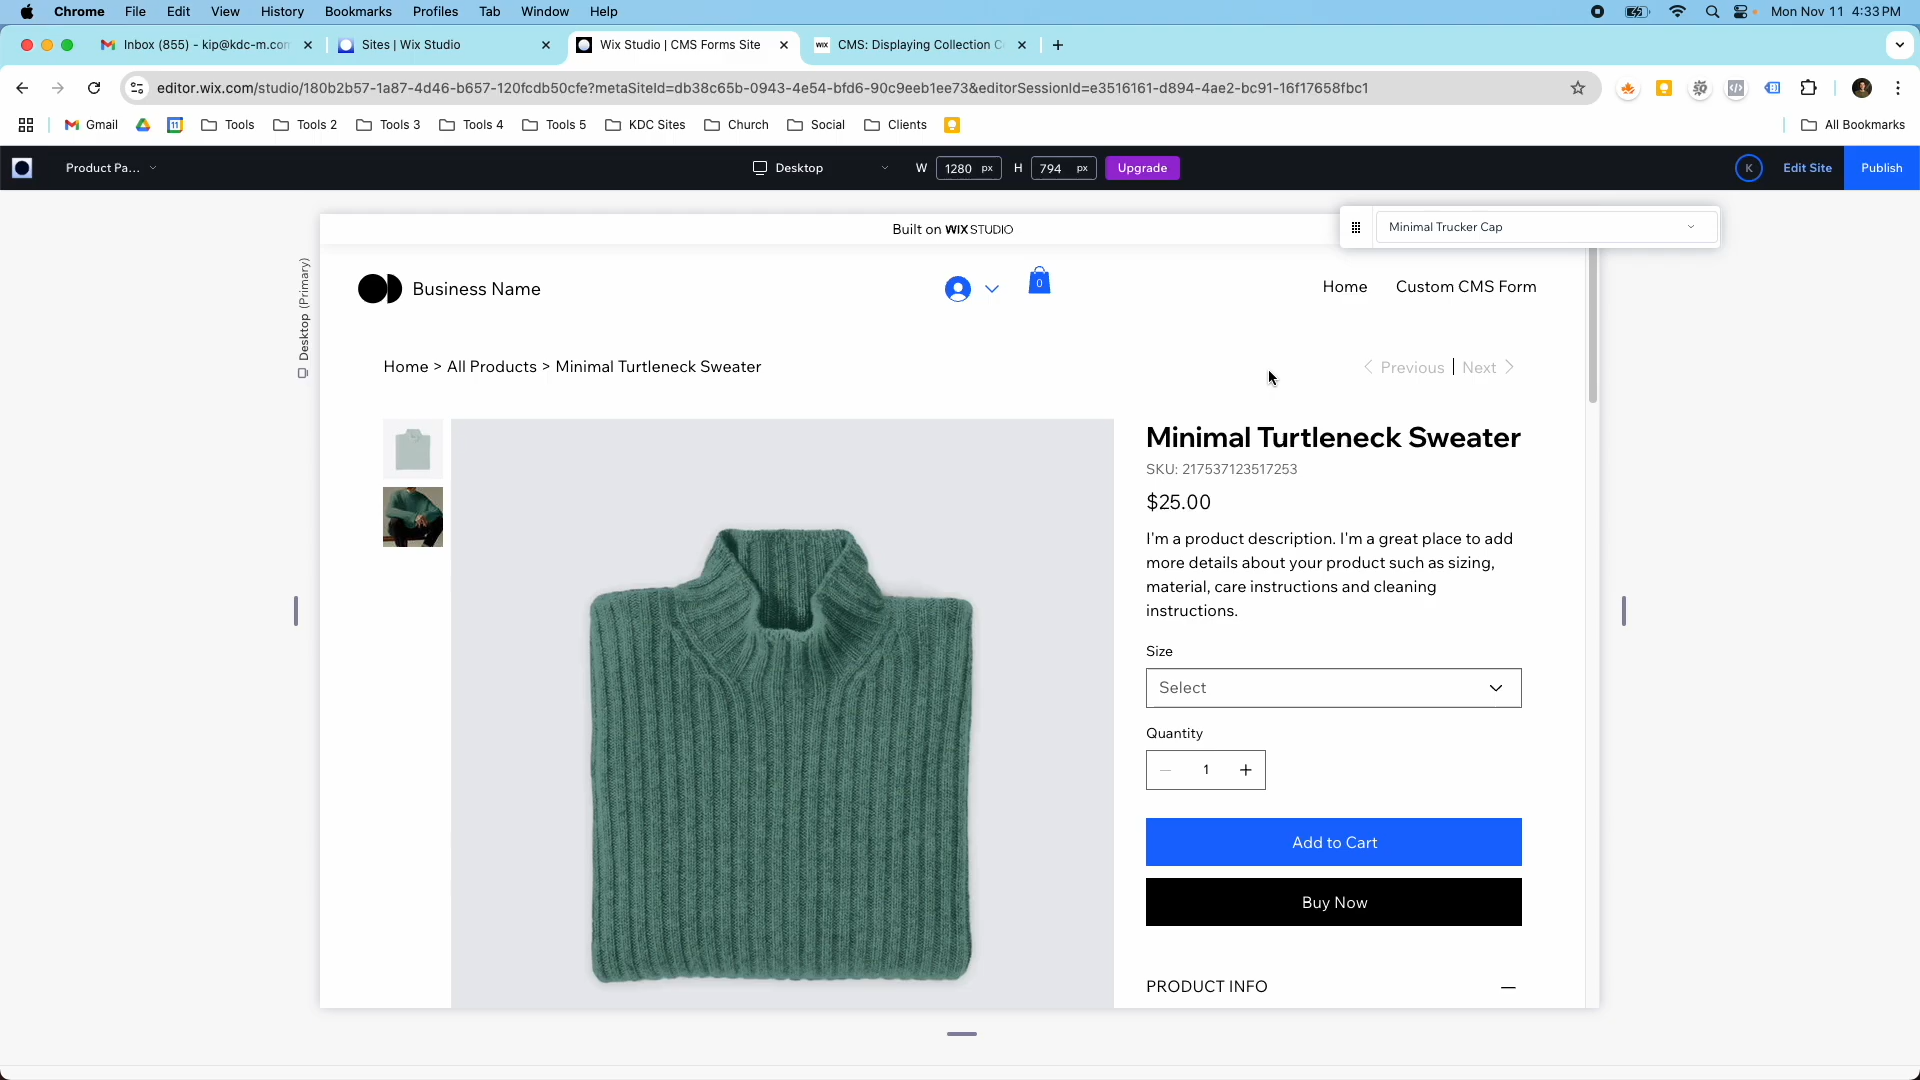 Chrome File Edit View History Bookmarks Profiles Tab Window Help Mon Nov 11 4:33 PM
Inbox (855) - kip@kdc-m.com Sites | Wix Studio Wix Studio | CMS Forms Site WIX CMS: Displaying Collection C
editor.wix.com/studio/180b2b57-1a87-4d46-b657-120fcdb50cfe?metaSiteId=db38c65b-0943-4e54-bfd6-90c9eeb1ee73&editorSessionId=e3516161-d894-4ae2-bc91-16f17658fbc1
Gmail Tools Tools 2 Tools 3 Tools 4 Tools 5 KDC Sites Church Social Clients All Bookmarks
Product Pa... Desktop W 1280 px H 794 px Upgrade K Edit Site Publish
Built on WIX STUDIO
Minimal Trucker Cap
Desktop (Primary)
Business Name
0
Home Custom CMS Form
Home > All Products > Minimal Turtleneck Sweater
< Previous | Next >
Minimal Turtleneck Sweater
SKU: 217537123517253
$25.00
I'm a product description. I'm a great place to add
more details about your product such as sizing,
material, care instructions and cleaning
instructions.
Size
Select
Quantity
− 1 +
Add to Cart
Buy Now
PRODUCT INFO —